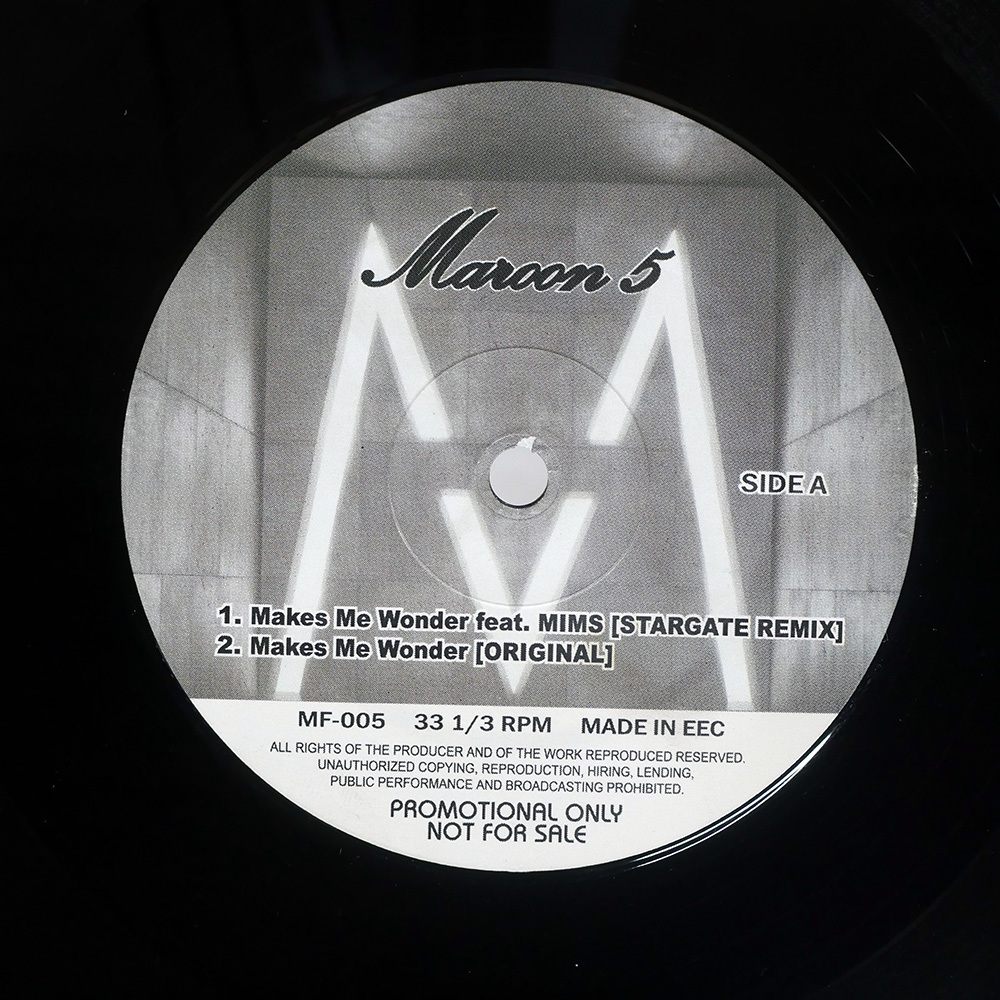 Maroon 5
SIDE A
1. Makes Me Wonder feat. MIMS [STARGATE REMIX]
2. Makes Me Wonder [ORIGINAL]
MF-005 33 1/3 RPM MADE IN EEC
ALL RIGHTS OF THE PRODUCER AND OF THE WORK REPRODUCED RESERVED.
UNAUTHORIZED COPYING, REPRODUCTION, HIRING, LENDING,
PUBLIC PERFORMANCE AND BROADCASTING PROHIBITED.
PROMOTIONAL ONLY
NOT FOR SALE